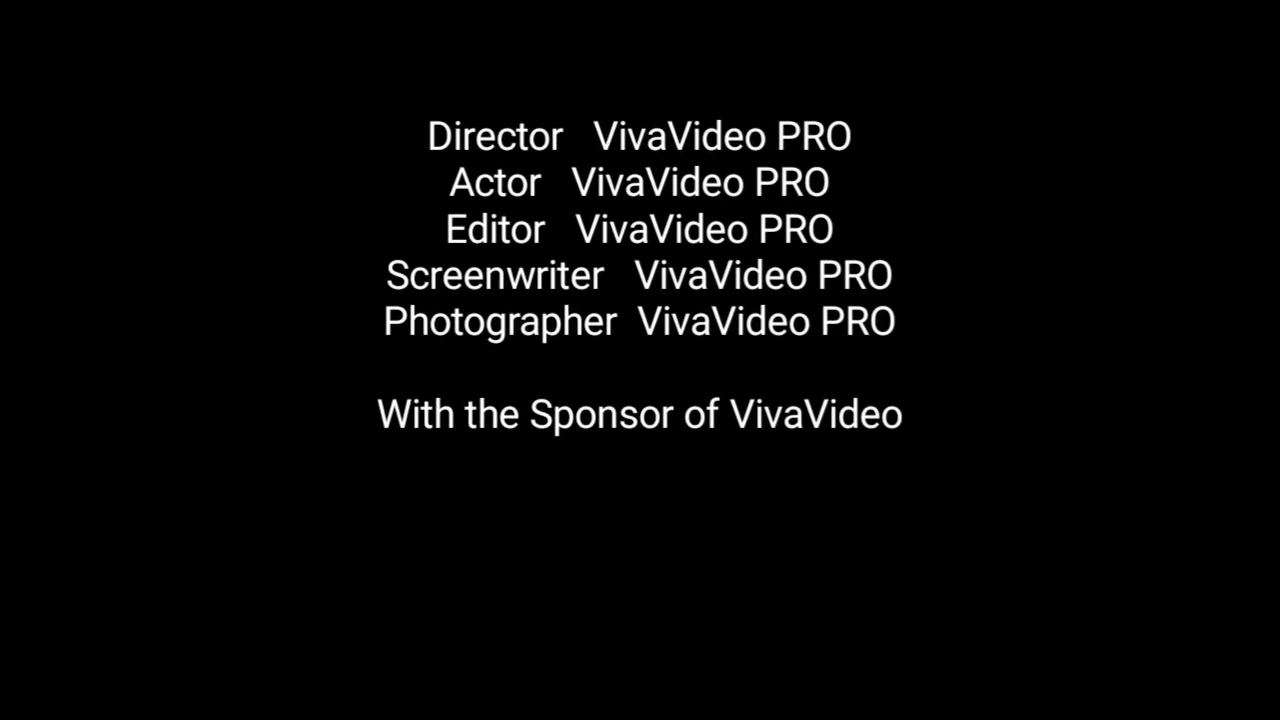 Director VivaVideo PRO
Actor VivaVideo PRO
Editor VivaVideo PRO
Screenwriter VivaVideo PRO
Photographer VivaVideo PRO
With the Sponsor of VivaVideo